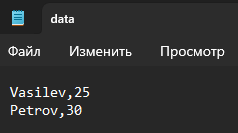 data
Файл Изменить Просмотр
Vasilev,25
Petrov,30